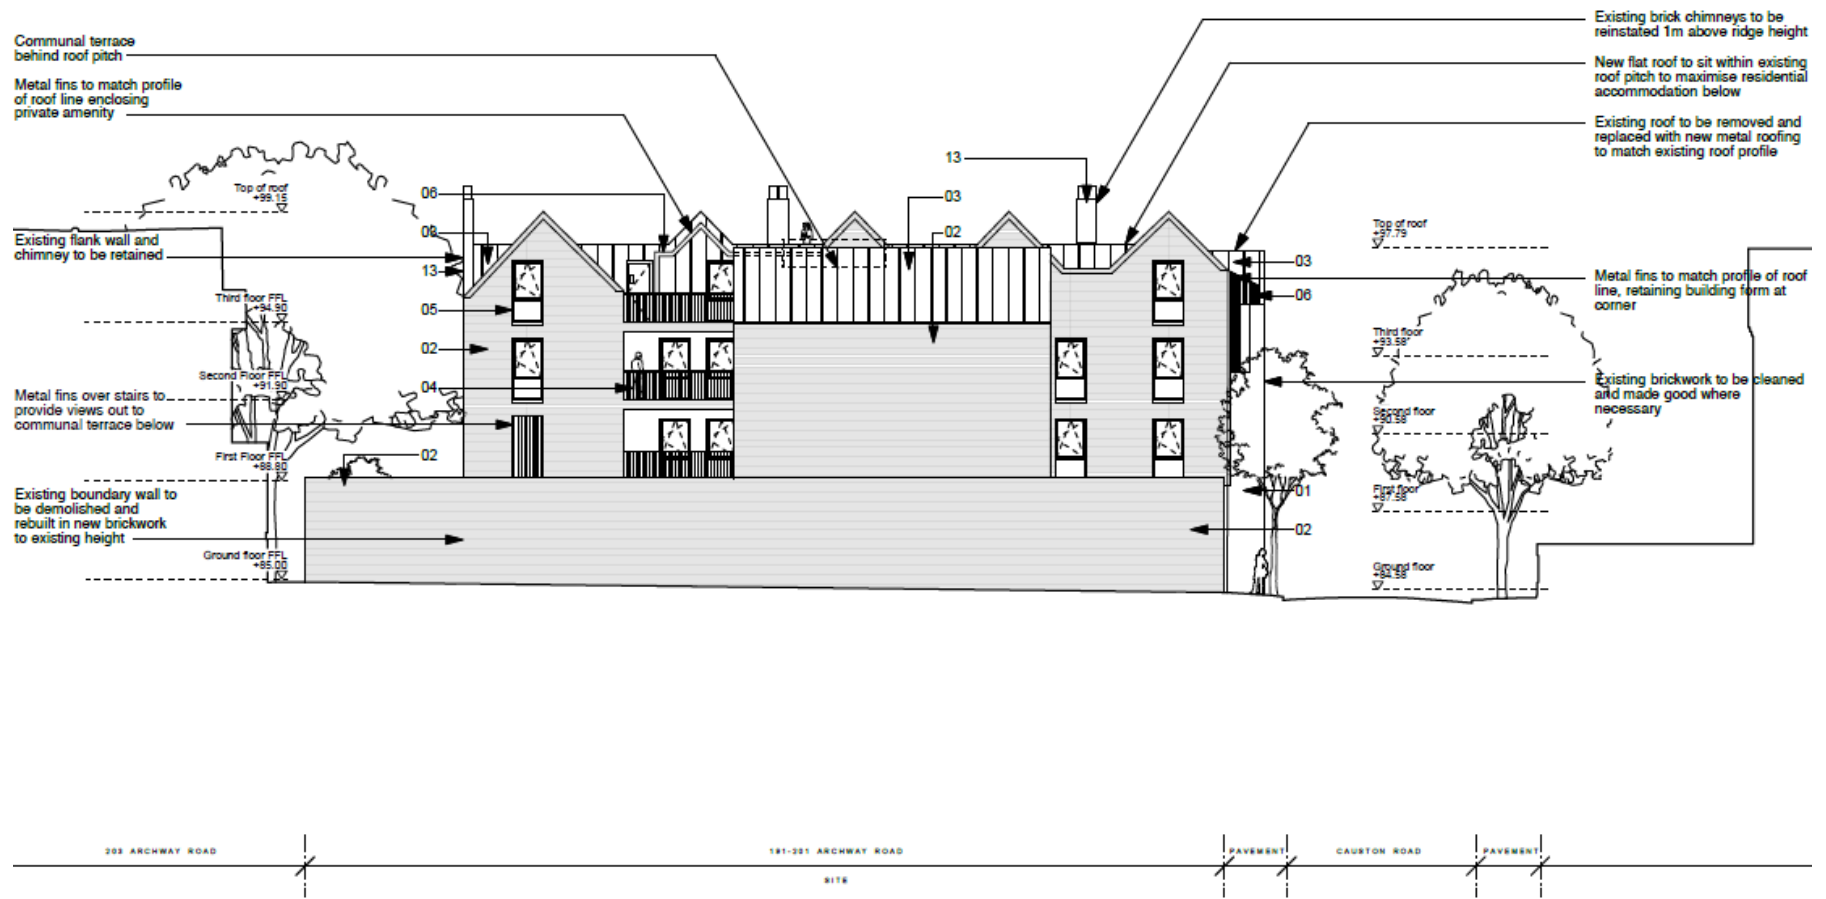 Communal terrace
behind roof pitch
Metal fins to match profile
of roof line enclosing
private amenity
Existing brick chimneys to be
reinstated 1m above ridge height
New flat roof to sit within existing
roof pitch to maximise residential
accommodation below
Existing roof to be removed and
replaced with new metal roofing
to match existing roof profile
13
03
02
06
09
13
05
02
04
02
Top of roof
+99.15
Existing flank wall and
chimney to be retained
Third floor FFL
+94.90
Second Floor FFL
+91.90
Metal fins over stairs to
provide views out to
communal terrace below
First Floor FFL
+88.80
Existing boundary wall to
be demolished and
rebuilt in new brickwork
to existing height
Ground floor FFL
+85.00
03
06
01
02
Top of roof
+97.79
Metal fins to match profile of roof
line, retaining building form at
corner
Third floor
+93.58
Existing brickwork to be cleaned
and made good where
necessary
Second floor
+90.58
First floor
+87.58
Ground floor
+84.58
203 ARCHWAY ROAD
191-201 ARCHWAY ROAD
PAVEMENT
CAUSTON ROAD
PAVEMENT
SITE